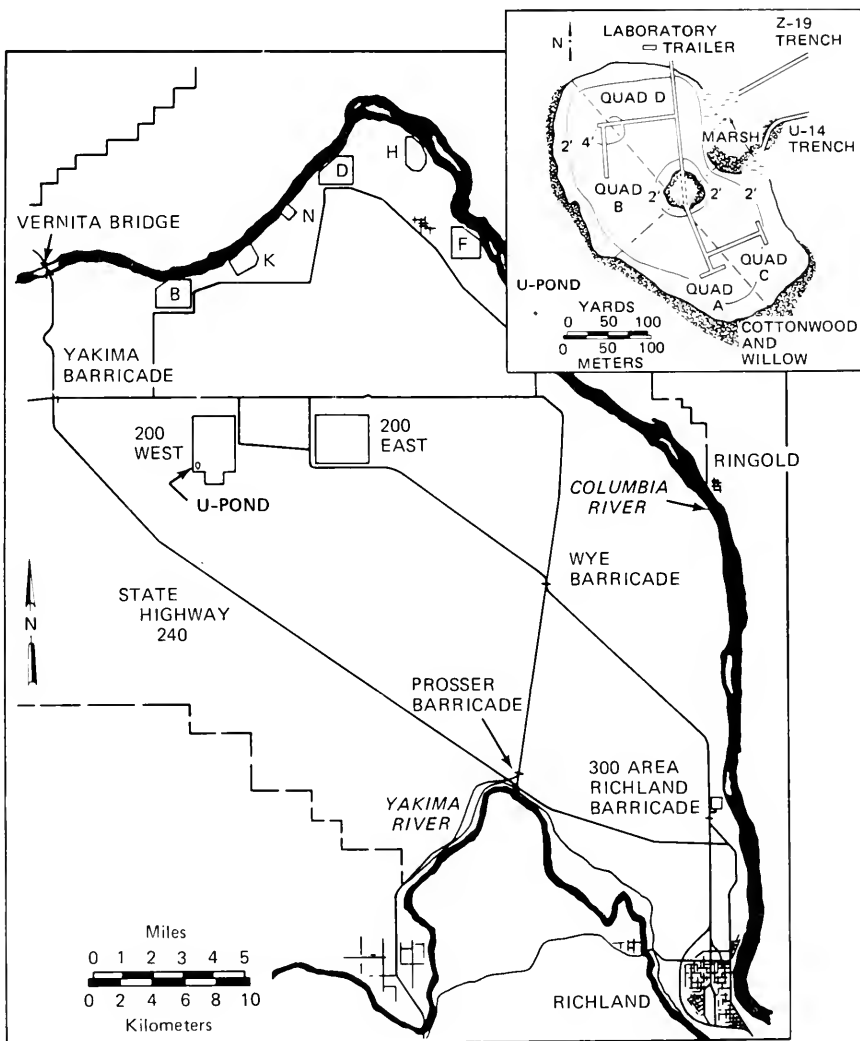 N
LABORATORY
TRAILER
Z-19
TRENCH
QUAD D
MARSH
U-14
TRENCH
2' 4'
QUAD
B
2'
2'
2'
QUAD
A
QUAD
C
U-POND
YARDS
0 50 100
0 50 100
METERS
COTTONWOOD
AND
WILLOW
H
D
N
VERNITA BRIDGE
K
F
B
YAKIMA
BARRICADE
200
WEST
200
EAST
U-POND
RINGOLD
COLUMBIA
RIVER
WYE
BARRICADE
STATE
HIGHWAY
240
N
PROSSER
BARRICADE
300 AREA
RICHLAND
BARRICADE
YAKIMA
RIVER
Miles
0 1 2 3 4 5
0 2 4 6 8 10
Kilometers
RICHLAND